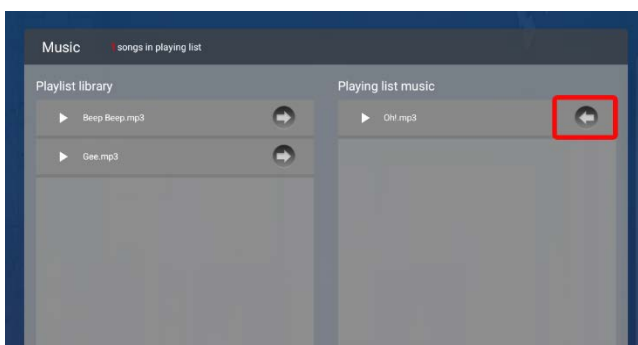 Music
songs in playing list
Playlist library
Playing list music
Beep Beep.mp3
Oh!.mp3
Gee.mp3